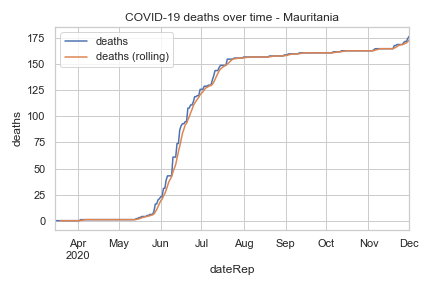 COVID-19 deaths over time - Mauritania
deaths
deaths (rolling)
175
150
125
100
75
50
25
0
deaths
Apr May Jun Jul Aug Sep Oct Nov Dec
2020
dateRep